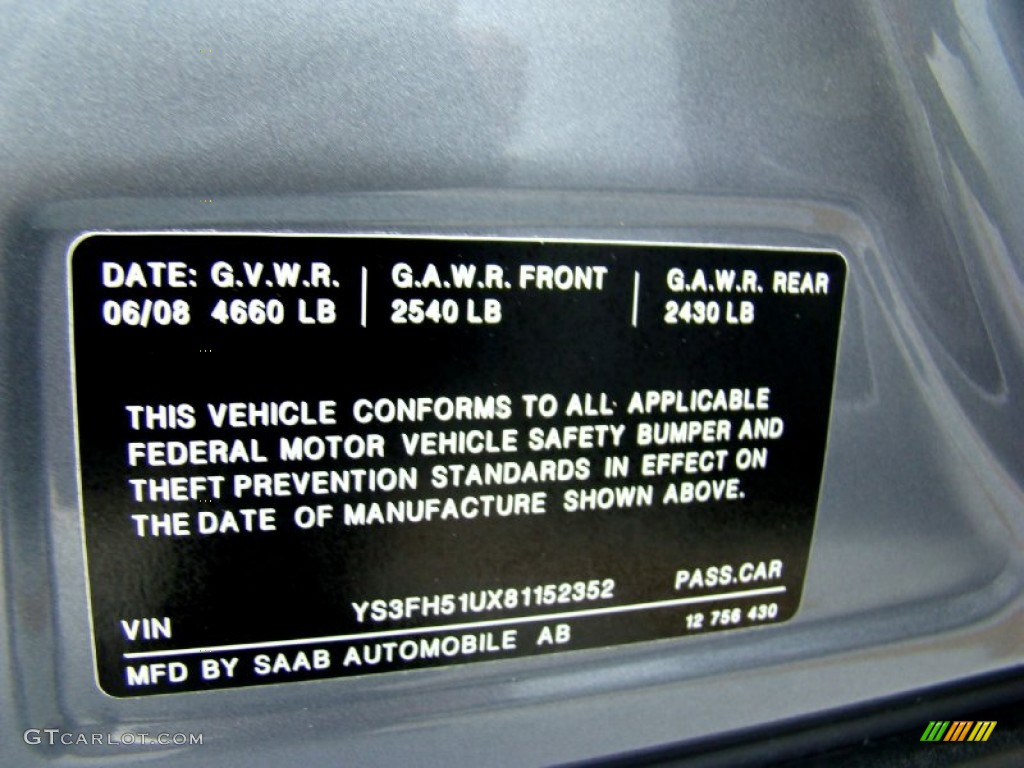 DATE: G.V.W.R. G.A.W.R. FRONT G.A.W.R. REAR
06/08 4660 LB 2540 LB 2430 LB
THIS VEHICLE CONFORMS TO ALL APPLICABLE
FEDERAL MOTOR VEHICLE SAFETY BUMPER AND
THEFT PREVENTION STANDARDS IN EFFECT ON
THE DATE OF MANUFACTURE SHOWN ABOVE.
VIN YS3FH51UX81152352 PASS.CAR
MFD BY SAAB AUTOMOBILE AB 12 756 430
GTCARLOT.COM